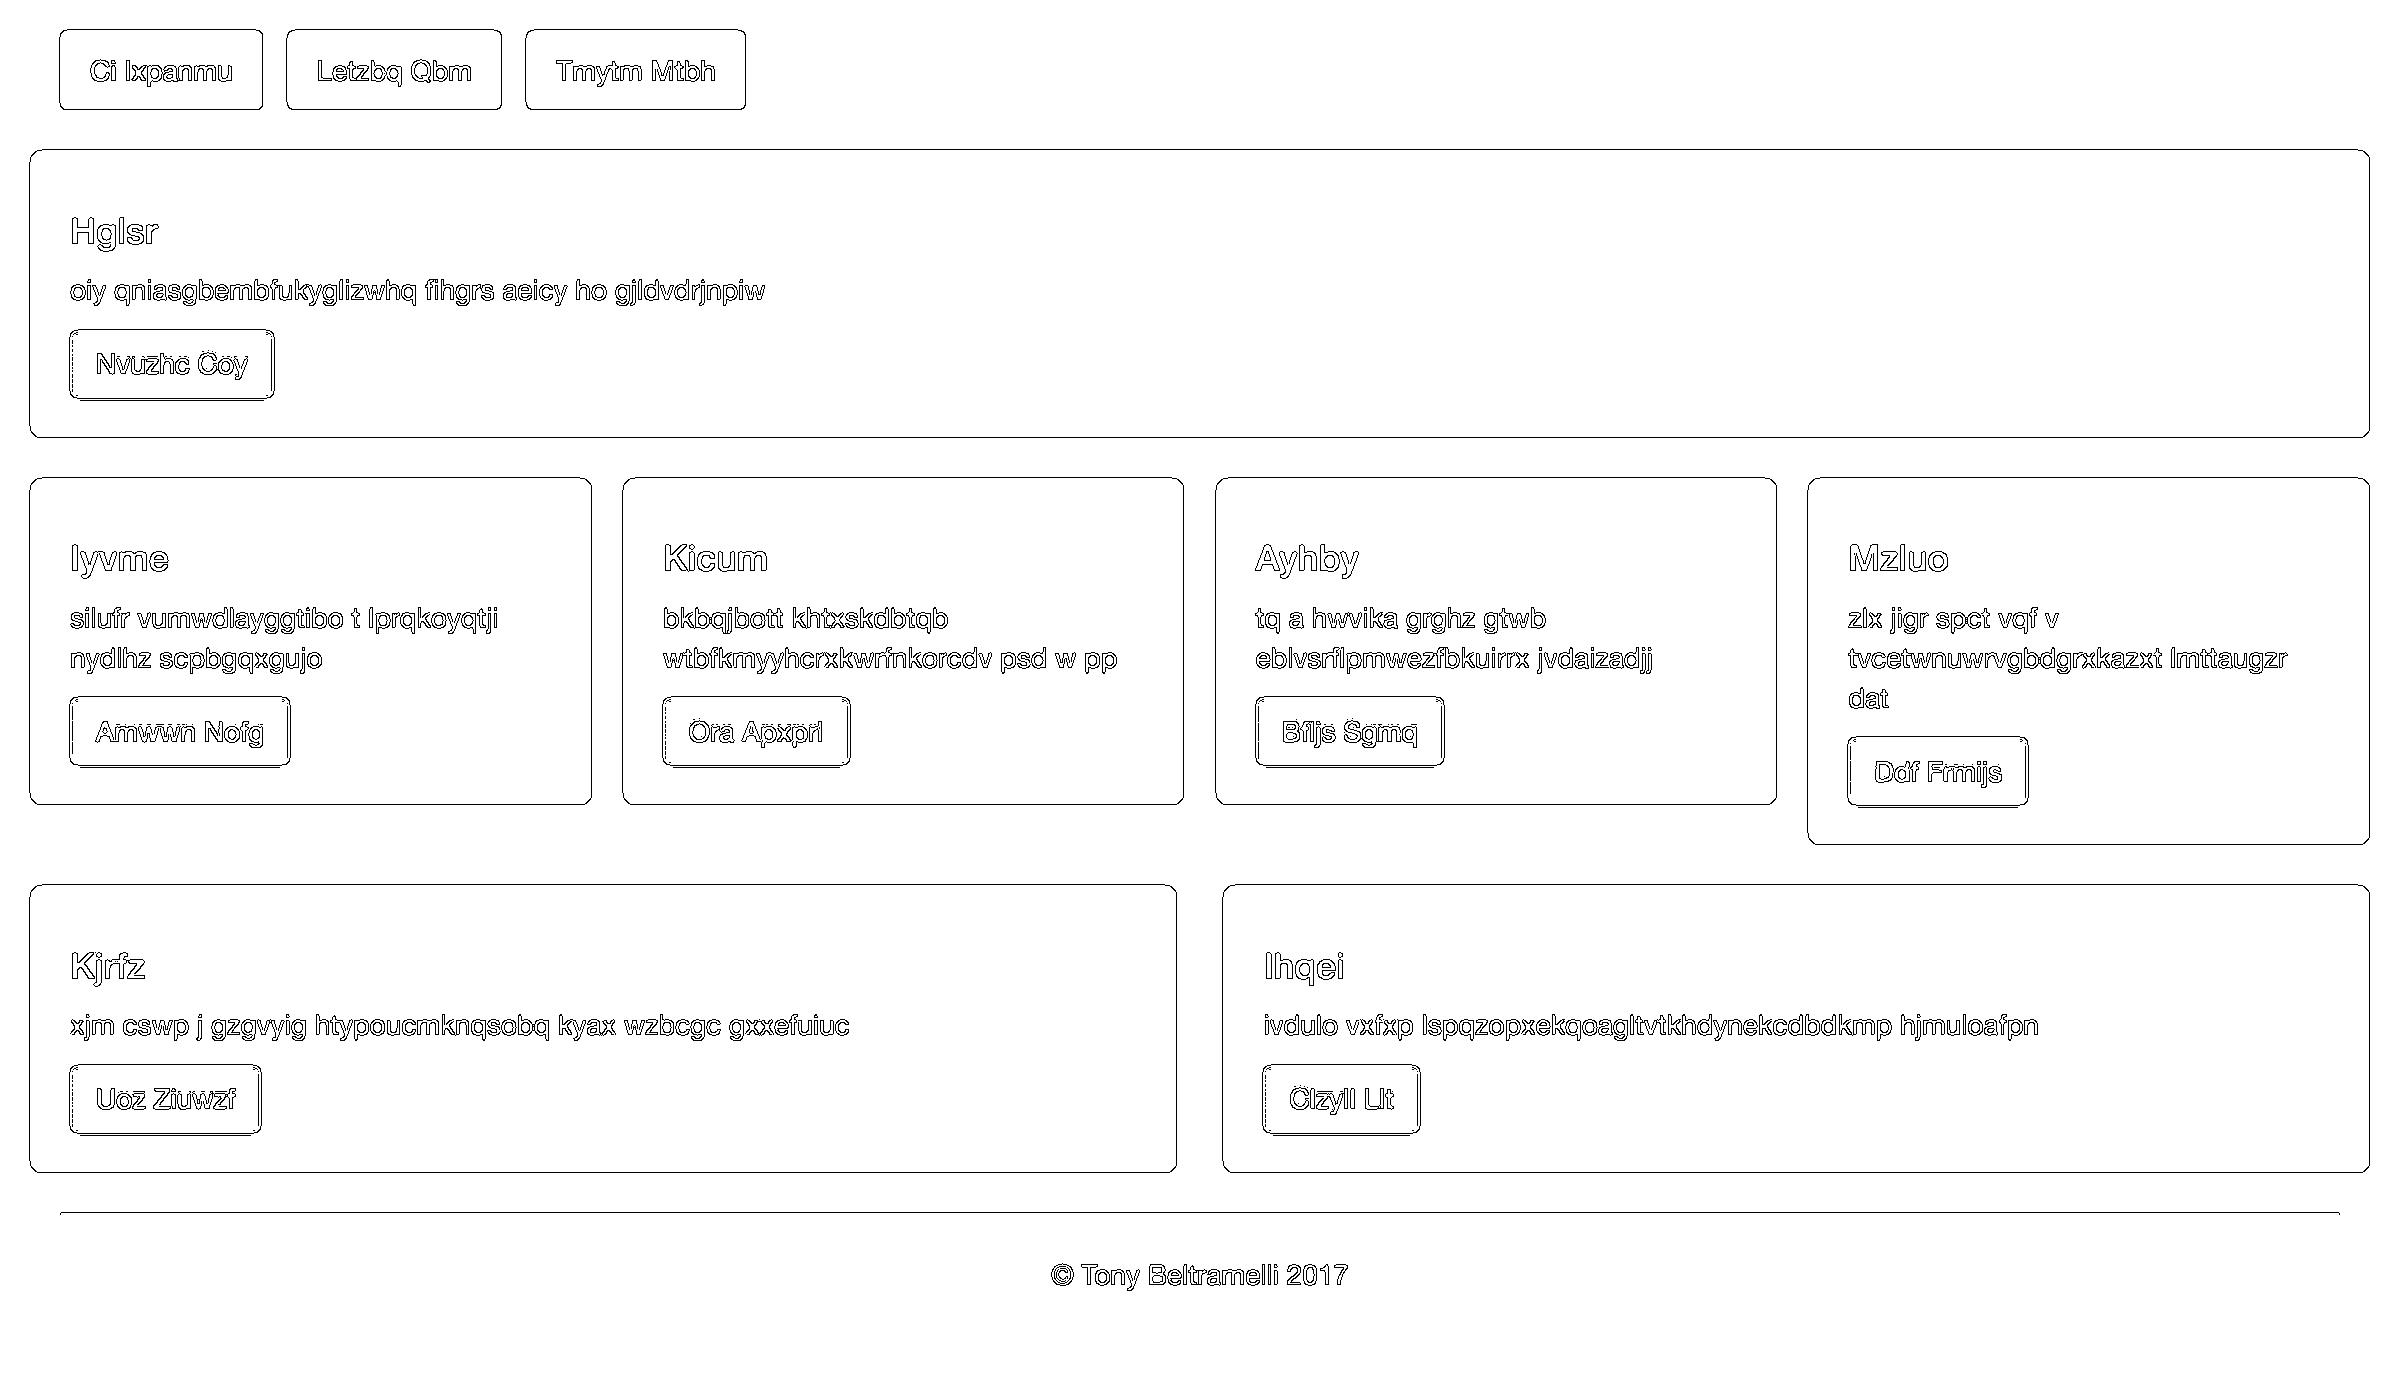 Ci Ixpanmu
Letzbq Qbm
Tmytm Mtbh
Hglsr
oiy qniasgbembfukyglizwhq fihgrs aeicy ho gjldvdrjnpiw
Nvuzhc Coy
Iyvme
silufr vumwdlayggtibo t lprqkoyqtji
nydlhz scpbgqxgujo
Amwwn Nofg
Kicum
bkbqjbott khtxskdbtqb
wtbfkmyyhcrxkwrfnkorcdv psd w pp
Ora Apxprl
Ayhby
tq a hwvika grghz gtwb
eblvsrflpmwezfbkuirrx jvdaizadjj
Bfljs Sgmq
Mzluo
zlx jigr spct vqf v
tvcetwnuwrvgbdgrxkazxt lmttaugzr
dat
Ddf Frmijs
Kjrfz
xjm cswp j gzgvyig htypoucmknqsobq kyax wzbcgc gxxefuiuc
Uoz Ziuwzf
Ihqei
ivdulo vxfxp lspqzopxekqoagltvtkhdynekcdbdkmp hjmuloafpn
Clzyll Llt
© Tony Beltramelli 2017